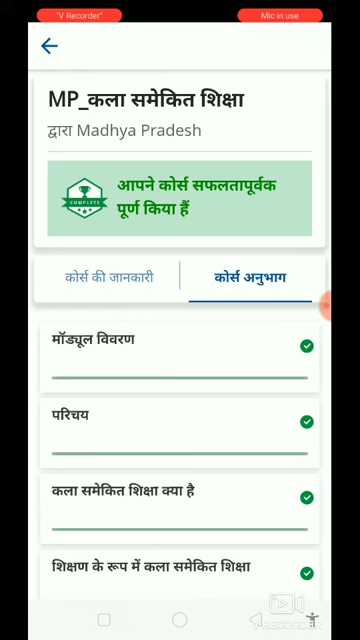 "V Recorder"
Mic in use
MP_कला समेकित शिक्षा
द्वारा Madhya Pradesh
COMPLETE
आपने कोर्स सफलतापूर्वक
पूर्ण किया हैं
कोर्स की जानकारी
कोर्स अनुभाग
मॉड्यूल विवरण
परिचय
कला समेकित शिक्षा क्या है
शिक्षण के रूप में कला समेकित शिक्षा
V RECORDER